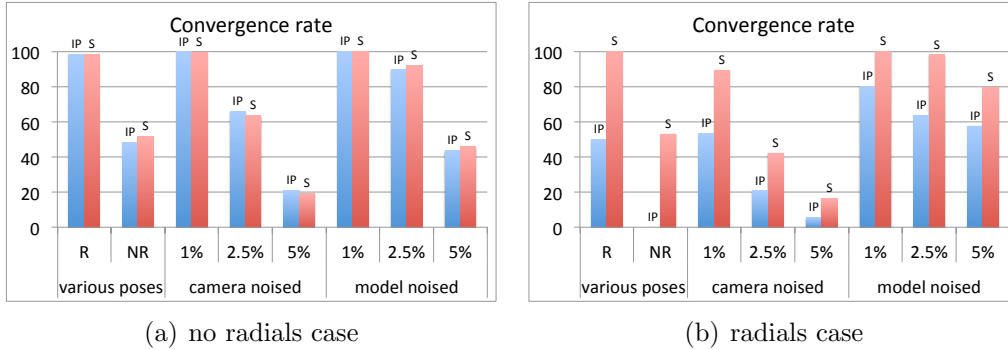 Convergence rate
IP S IP S IP S
100
IP S
80
IP S
60
IP S
IP S
40
IP S
20
0
R NR 1% 2.5% 5% 1% 2.5% 5%
various poses camera noised model noised
(a) no radials case
Convergence rate
S S S
100
S
IP S
80
IP
60
IP S IP IP
S
40
IP S
20
IP
IP
0
R NR 1% 2.5% 5% 1% 2.5% 5%
various poses camera noised model noised
(b) radials case